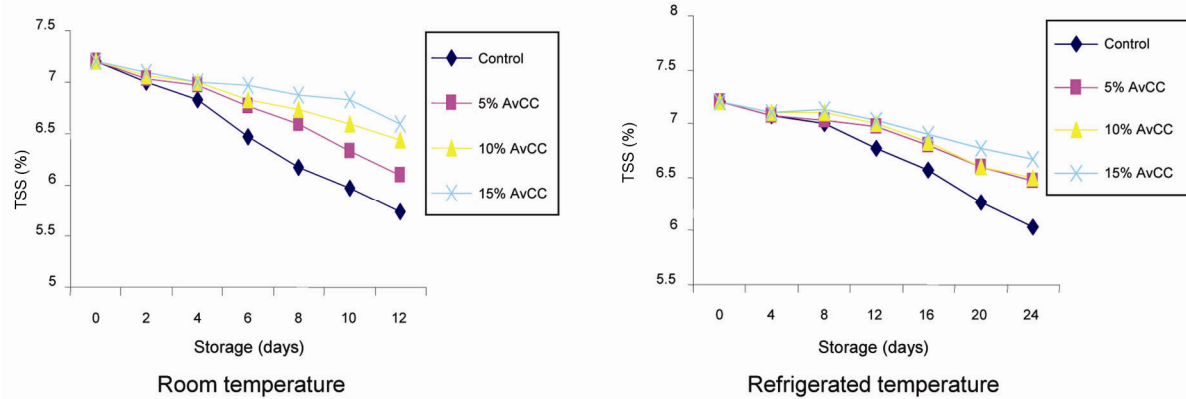 7.5
7
6.5
6
5.5
5
TSS (%)
0 2 4 6 8 10 12
Storage (days)
Room temperature
Control
5% AvCC
10% AvCC
15% AvCC
8
7.5
7
6.5
6
5.5
TSS (%)
0 4 8 12 16 20 24
Storage (days)
Refrigerated temperature
Control
5% AvCC
10% AvCC
15% AvCC